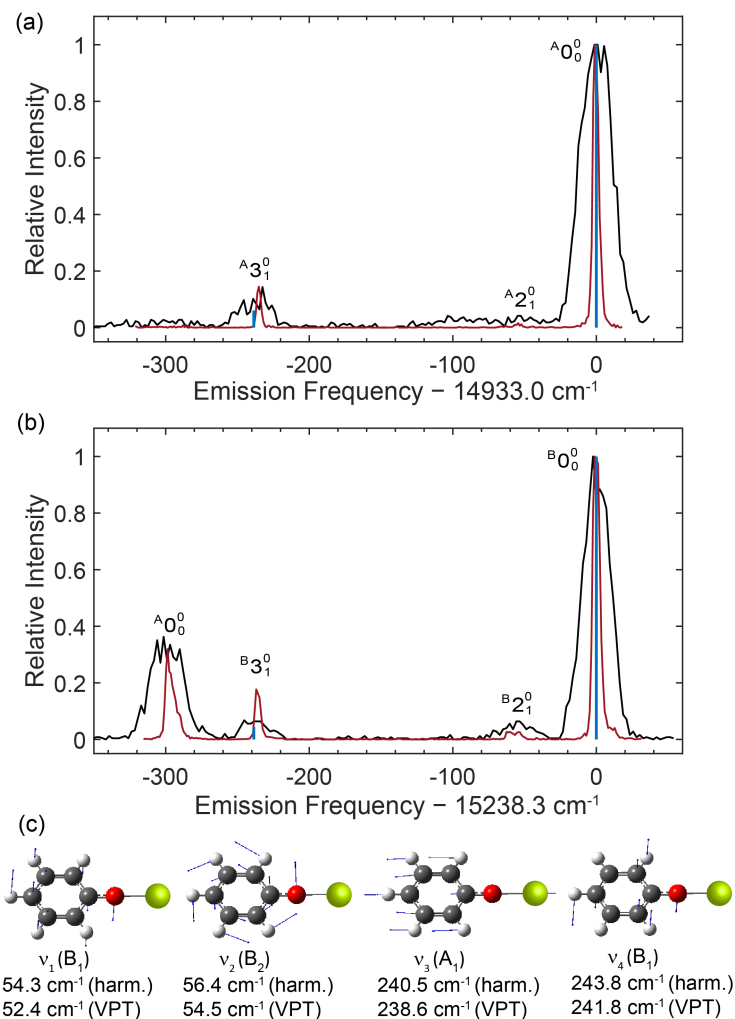 (a)
Relative Intensity
1
0.8
0.6
0.4
0.2
0
ᴬ0⁰₀
ᴬ3⁰₁
ᴬ2⁰₁
-300 -200 -100 0
Emission Frequency − 14933.0 cm⁻¹
(b)
Relative Intensity
1
0.8
0.6
0.4
0.2
0
ᴮ0⁰₀
ᴬ0⁰₀
ᴮ3⁰₁
ᴮ2⁰₁
-300 -200 -100 0
Emission Frequency − 15238.3 cm⁻¹
(c)
ν₁(B₁) ν₂(B₂) ν₃(A₁) ν₄(B₁)
54.3 cm⁻¹ (harm.) 56.4 cm⁻¹ (harm.) 240.5 cm⁻¹ (harm.) 243.8 cm⁻¹ (harm.)
52.4 cm⁻¹ (VPT) 54.5 cm⁻¹ (VPT) 238.6 cm⁻¹ (VPT) 241.8 cm⁻¹ (VPT)